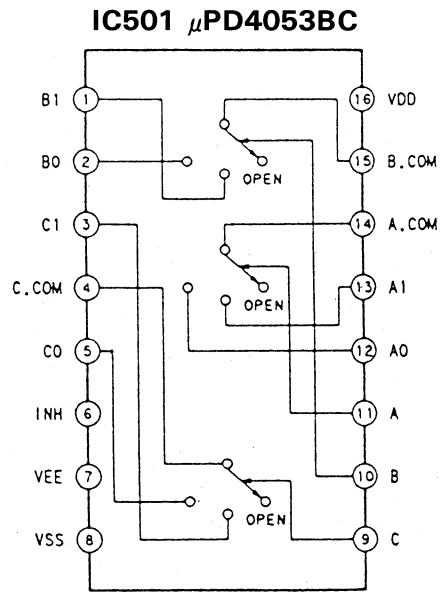 IC501 μPD4053BC
B1 1
16 VDD
B0 2
15 B.COM
OPEN
C1 3
14 A.COM
C.COM 4
13 A1
OPEN
C0 5
12 A0
INH 6
11 A
VEE 7
10 B
OPEN
VSS 8
9 C